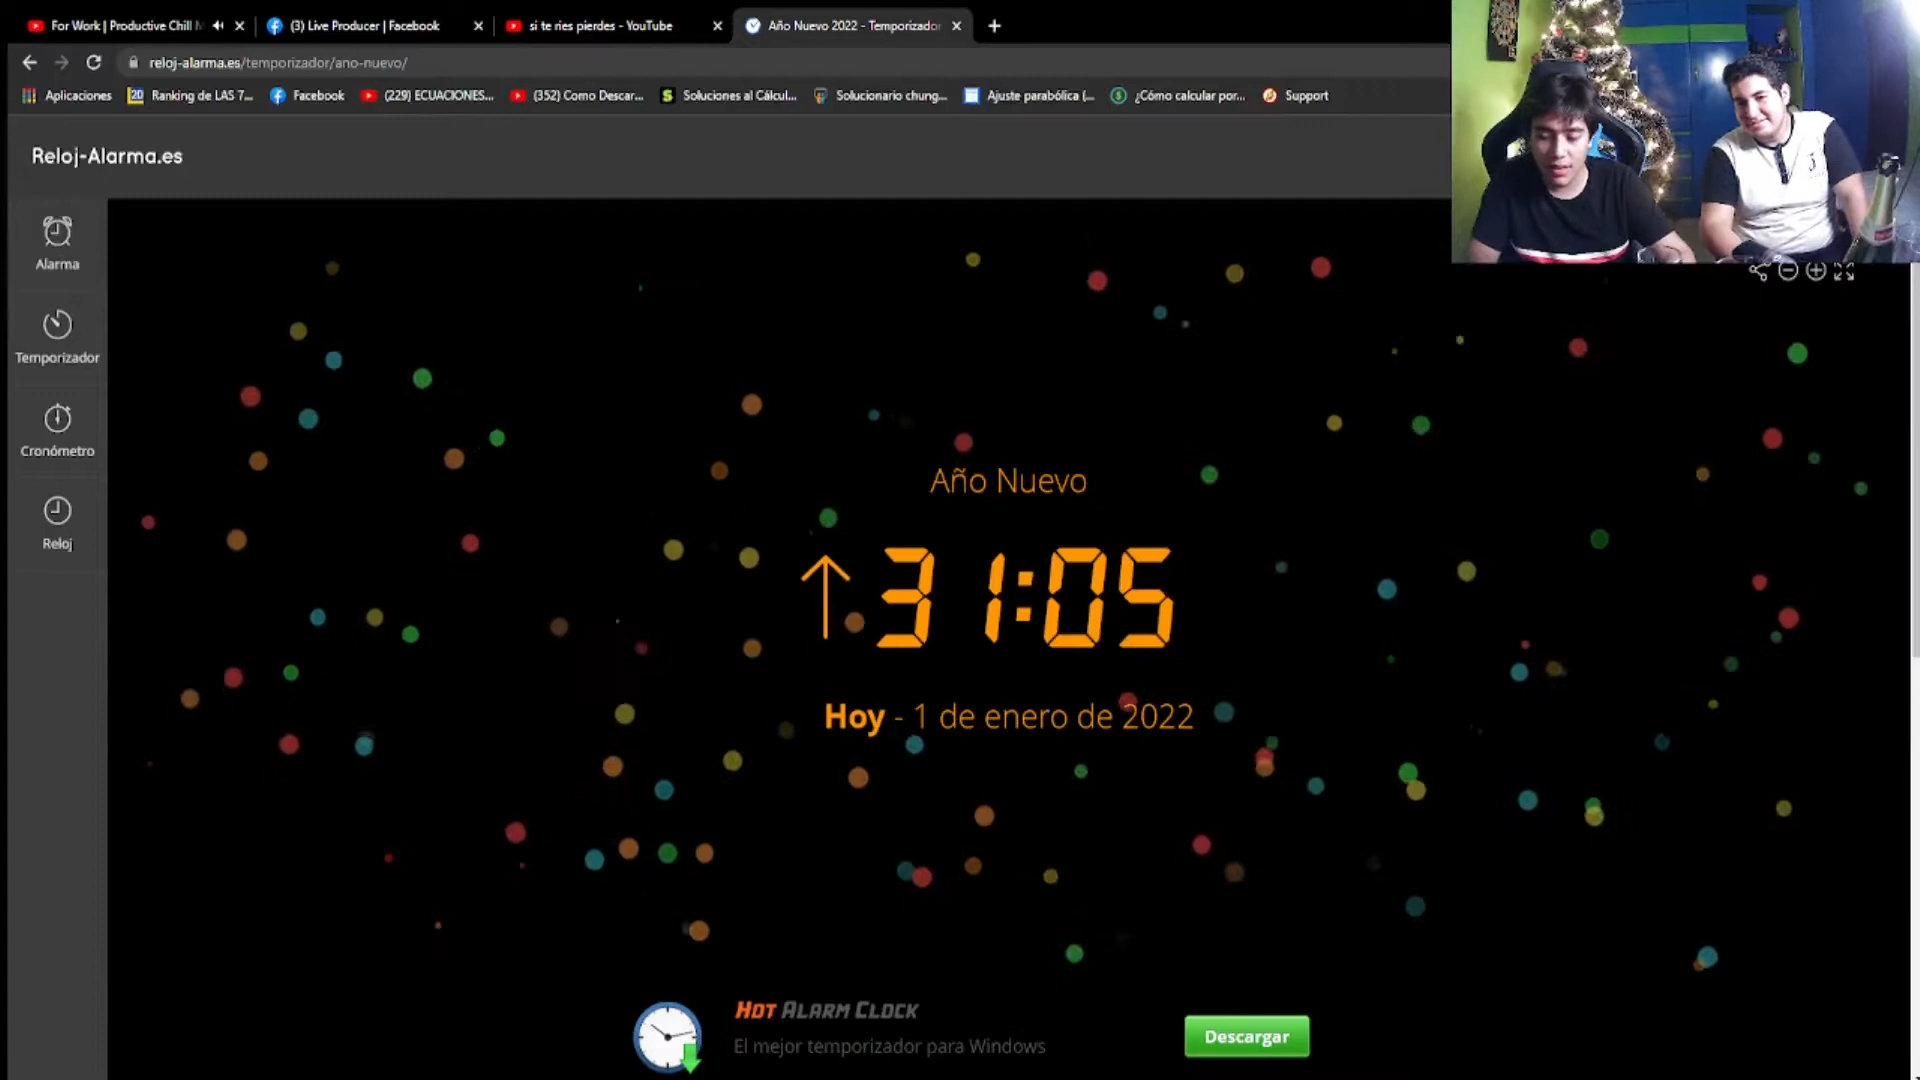 For Work | Productive Chill M
(3) Live Producer | Facebook
si te ries pierdes - YouTube
Año Nuevo 2022 - Temporizador
reloj-alarma.es/temporizador/ano-nuevo/
Aplicaciones
Ranking de LAS 7...
Facebook
(229) ECUACIONES...
(352) Como Descar...
Soluciones al Cálcul...
Solucionario chung...
Ajuste parabólica (...
¿Cómo calcular por...
Support
Reloj-Alarma.es
Alarma
Temporizador
Cronómetro
Reloj
Año Nuevo
31:05
Hoy - 1 de enero de 2022
HOT ALARM CLOCK
El mejor temporizador para Windows
Descargar